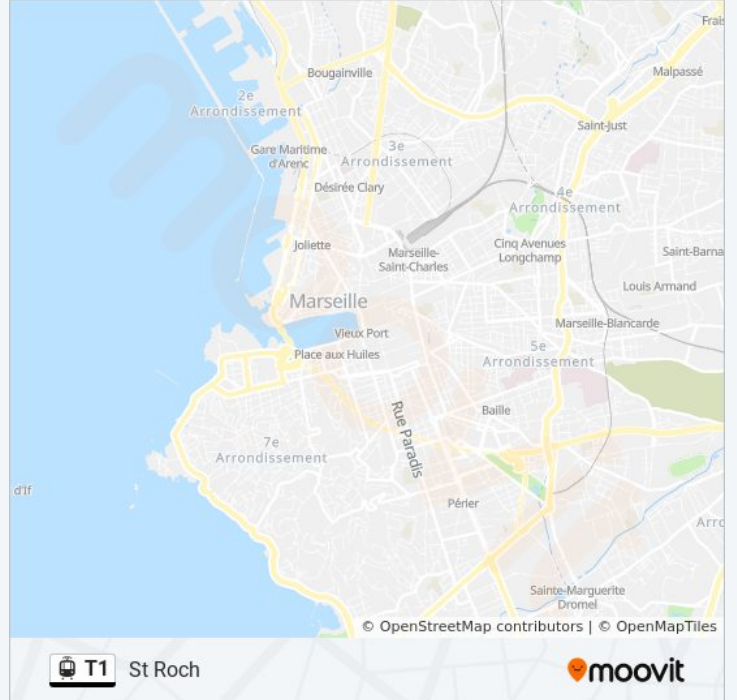 Bougainville
Malpassé
2e
Arrondissement
Saint-Just
Gare Maritime
d'Arenc
3e
Arrondissement
Désirée Clary
4e
Arrondissement
Joliette
Marseille-
Saint-Charles
Cinq Avenues
Longchamp
Saint-Barna
Louis Armand
Marseille
Marseille-Blancarde
Vieux Port
Place aux Huiles
5e
Arrondissement
Rue Paradis
Baille
7e
Arrondissement
d'If
Périer
Arro
Sainte-Marguerite
Dromel
© OpenStreetMap contributors | © OpenMapTiles
T1 St Roch
moovit